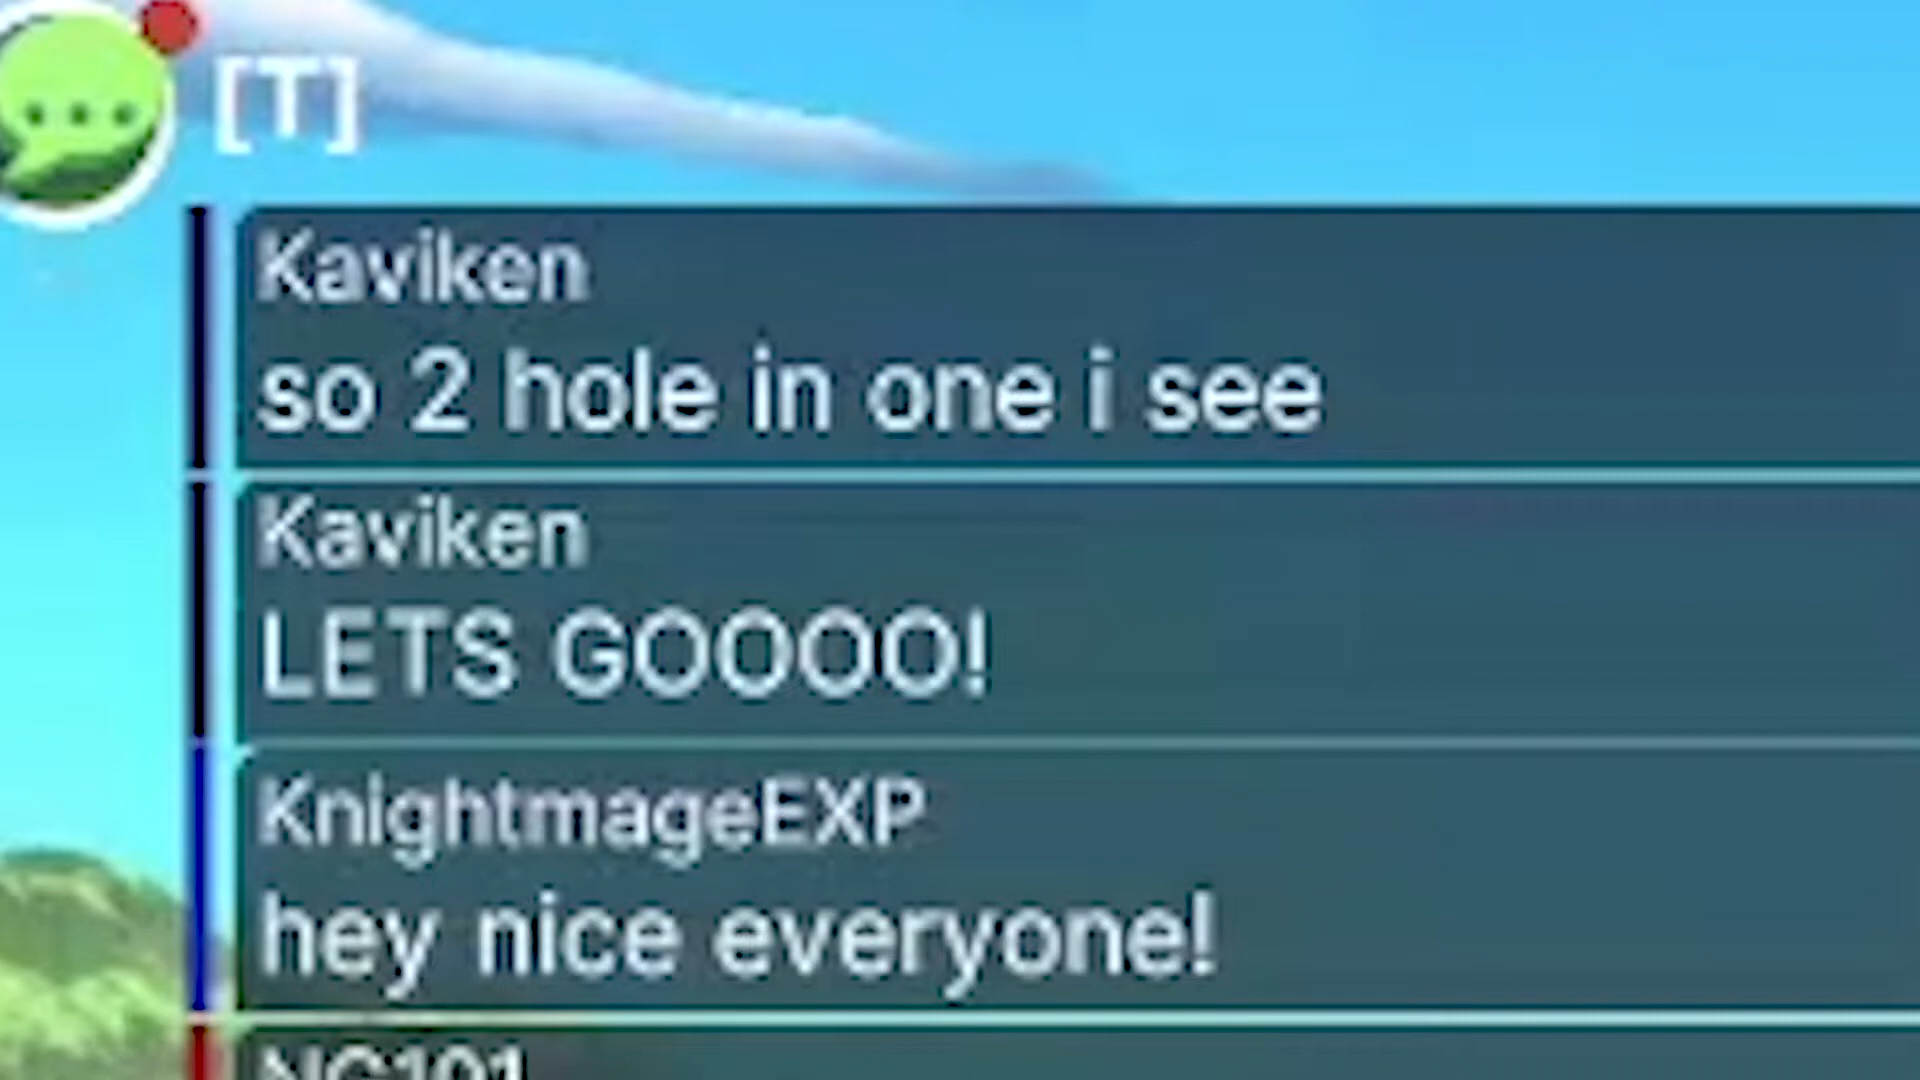 [T]
Kaviken
so 2 hole in one i see
Kaviken
LETS GOOOO!
KnightmageEXP
hey nice everyone!